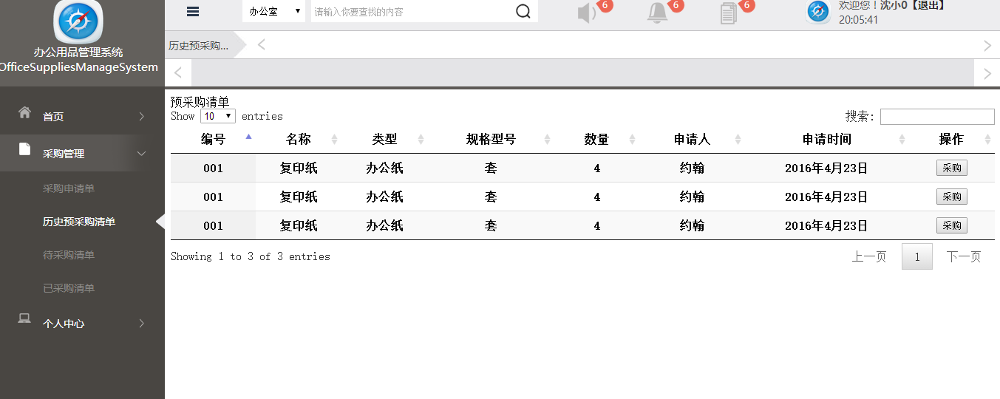 办公用品管理系统
OfficeSuppliesManageSystem
首页
采购管理
采购申请单
历史预采购清单
待采购清单
已采购清单
个人中心
办公室
请输入你要查找的内容
6
6
6
欢迎您！沈小0【退出】
20:05:41
历史预采购...
预采购清单
Show 10 entries
搜索:
编号 名称 类型 规格型号 数量 申请人 申请时间 操作
001 复印纸 办公纸 套 4 约翰 2016年4月23日 采购
001 复印纸 办公纸 套 4 约翰 2016年4月23日 采购
001 复印纸 办公纸 套 4 约翰 2016年4月23日 采购
Showing 1 to 3 of 3 entries
上一页 1 下一页